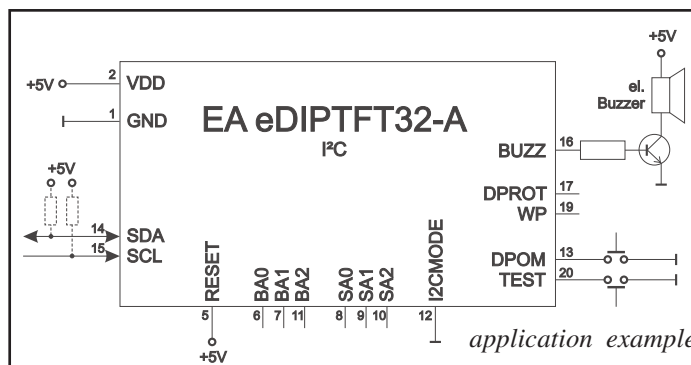 +5V
+5V
2
VDD
el.
Buzzer
1
GND
EA eDIPTFT32-A
I²C
BUZZ
16
+5V
DPROT
17
WP
19
14
SDA
15
SCL
DPOM
13
TEST
20
RESET
BA0
BA1
BA2
SA0
SA1
SA2
I2CMODE
5
6
7
11
8
9
10
12
+5V
application example